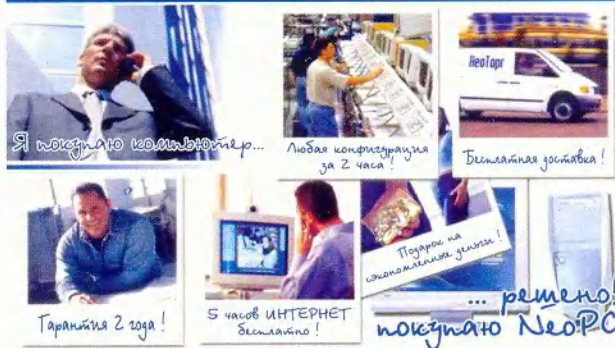 Я покупаю компьютер...
Любая конфигурация
за 2 часа!
НеоТорг
Бесплатная доставка!
Гарантия 2 года!
5 часов ИНТЕРНЕТ
бесплатно!
Подарок на
сэкономленные деньги!
... решено:
покупаю NeoPC